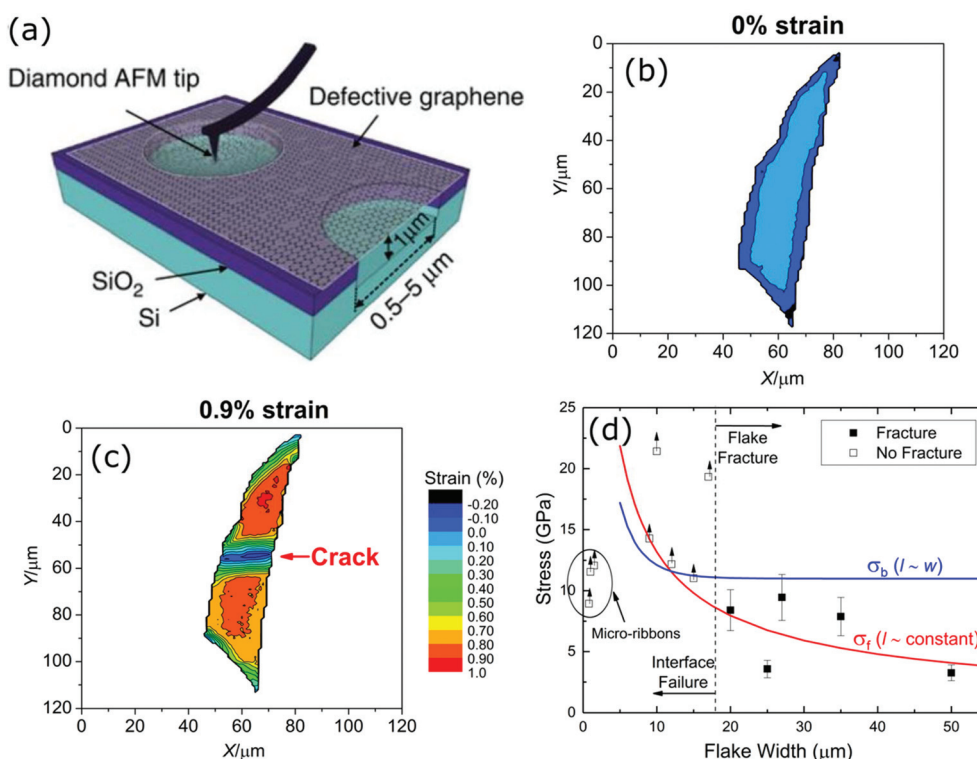 (a)
Diamond AFM tip
Defective graphene
SiO2
Si
1μm
0.5–5 μm
0% strain
(b)
Y/μm
0
20
40
60
80
100
120
0 20 40 60 80 100 120
X/μm
0.9% strain
(c)
Y/μm
0
20
40
60
80
100
120
0 20 40 60 80 100 120
X/μm
Crack
Strain (%)
-0.20
-0.10
0.0
0.10
0.20
0.30
0.40
0.50
0.60
0.70
0.80
0.90
1.0
(d)
Stress (GPa)
25
20
15
10
5
0
Flake
Fracture
Fracture
No Fracture
σb (l ~ w)
Micro-ribbons
σf (l ~ constant)
Interface
Failure
0 10 20 30 40 50
Flake Width (μm)